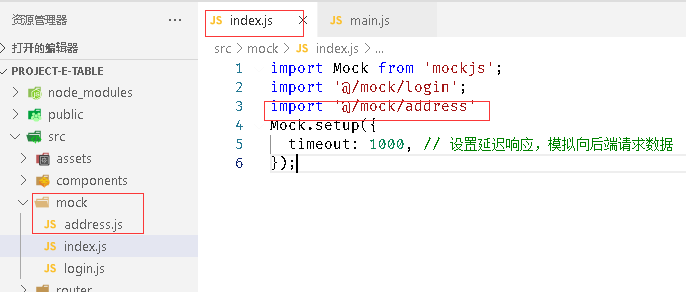 资源管理器
...
打开的编辑器
PROJECT-E-TABLE
node_modules
public
src
assets
components
mock
JS address.js
JS index.js
JS login.js
router
JS index.js ×
JS main.js
src > mock > JS index.js > ...
1 import Mock from 'mockjs';
2 import '@/mock/login';
3 import '@/mock/address'
4 Mock.setup({
5 timeout: 1000, // 设置延迟响应，模拟向后端请求数据
6 });